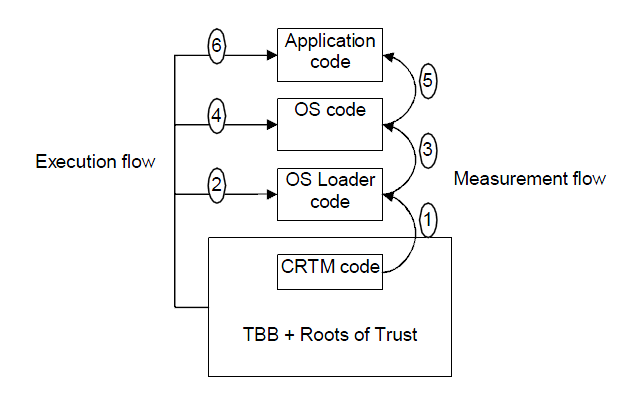 6
Application
code
5
4
OS code
3
Execution flow
2
OS Loader
code
Measurement flow
1
CRTM code
TBB + Roots of Trust